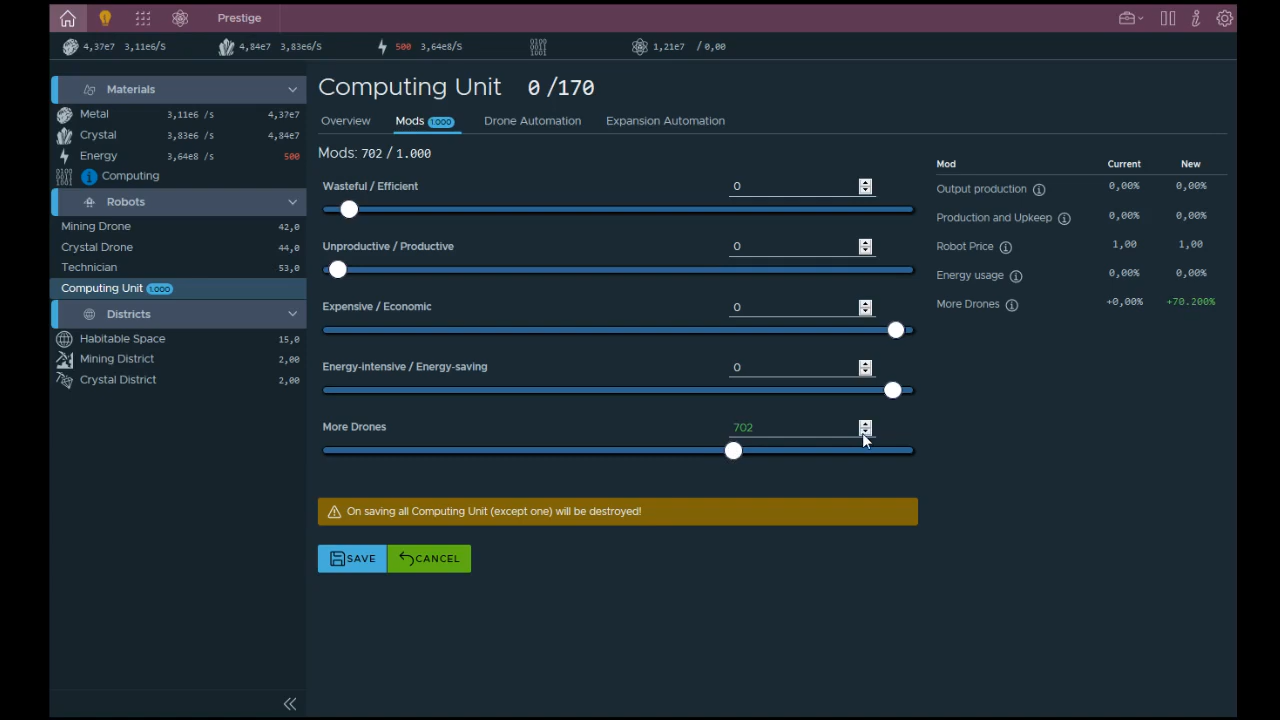 Prestige
4,37e7 3,11e6/S 4,84e7 3,83e6/S 500 3,64e8/S 1,21e7 / 0,00
Materials
Metal 3,11e6 /s 4,37e7
Crystal 3,83e6 /s 4,84e7
Energy 3,64e8 /s 500
Computing
Robots
Mining Drone 42,0
Crystal Drone 44,0
Technician 53,0
Computing Unit 1.000
Districts
Habitable Space 15,0
Mining District 2,00
Crystal District 2,00
Computing Unit 0 /170
Overview Mods 1.000 Drone Automation Expansion Automation
Mods: 702 / 1.000
Wasteful / Efficient 0
Unproductive / Productive 0
Expensive / Economic 0
Energy-intensive / Energy-saving 0
More Drones 702
On saving all Computing Unit (except one) will be destroyed!
SAVE CANCEL
Mod Current New
Output production 0,00% 0,00%
Production and Upkeep 0,00% 0,00%
Robot Price 1,00 1,00
Energy usage 0,00% 0,00%
More Drones +0,00% +70.200%